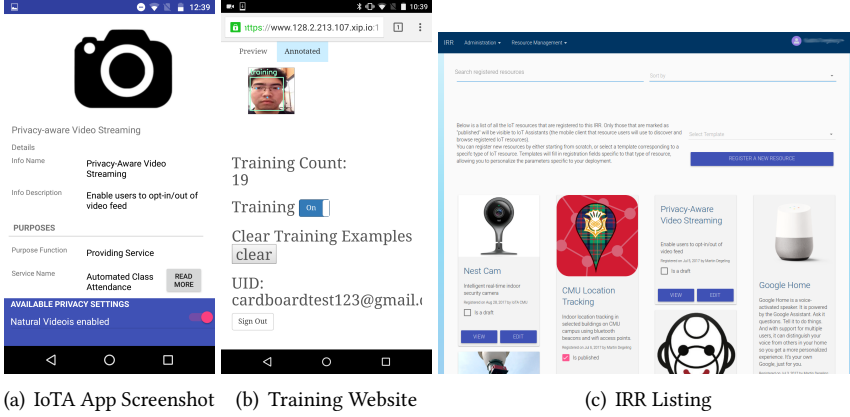 12:39
Privacy-aware Video Streaming
Details
Info Name
Privacy-Aware Video
Streaming
Info Description
Enable users to opt-in/out of
video feed
PURPOSES
Purpose Function
Providing Service
Service Name
Automated Class
Attendance
READ
MORE
AVAILABLE PRIVACY SETTINGS
Natural Videois enabled
(a) IoTA App Screenshot
10:39
ttps://www.128.2.213.107.xip.io:1
1
Preview
Annotated
training
Training Count:
19
Training On
Clear Training Examples
clear
UID:
cardboardtest123@gmail.c
Sign Out
(b) Training Website
IRR
Administration
Resource Management
Search registered resources
Sort by
Below is a list of all the IoT resources that are registered to this IRR. Only those that are marked as
"published" will be visible to IoT Assistants (the mobile client that resource users will use to discover and
browse registered IoT resources).
You can register new resources by either starting from scratch, or select a template corresponding to a
specific type of IoT resource. Templates will fill in registration fields specific to that type of resource,
allowing you to personalize the parameters specific to your deployment.
Select Template
REGISTER A NEW RESOURCE
Nest Cam
Intelligent real-time indoor
security camera
Is a draft
VIEW
EDIT
CMU Location
Tracking
Indoor location tracking in
selected buildings on CMU
campus using bluetooth
beacons and wifi access points.
Is published
Privacy-Aware
Video Streaming
Enable users to opt-in/out of
video feed
Is a draft
VIEW
EDIT
Google Home
Google Home is a voice-
activated speaker. It is powered
by the Google Assistant. Ask it
questions. Tell it to do things.
And with support for multiple
users, it can distinguish your
voice from others in your home
so you get a more personalized
experience. It's your own
Google, just for you.
(c) IRR Listing